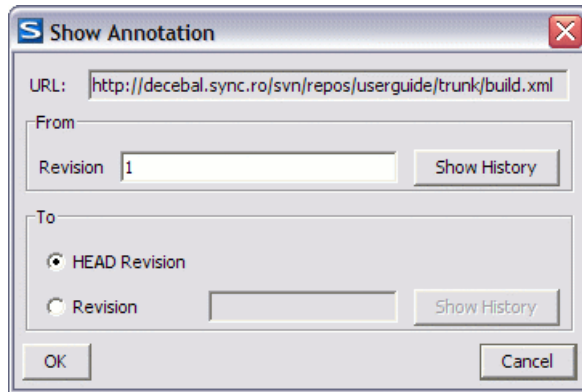 Show Annotation
URL: http://decebal.sync.ro/svn/repos/userguide/trunk/build.xml
From
Revision 1 Show History
To
HEAD Revision
Revision Show History
OK Cancel